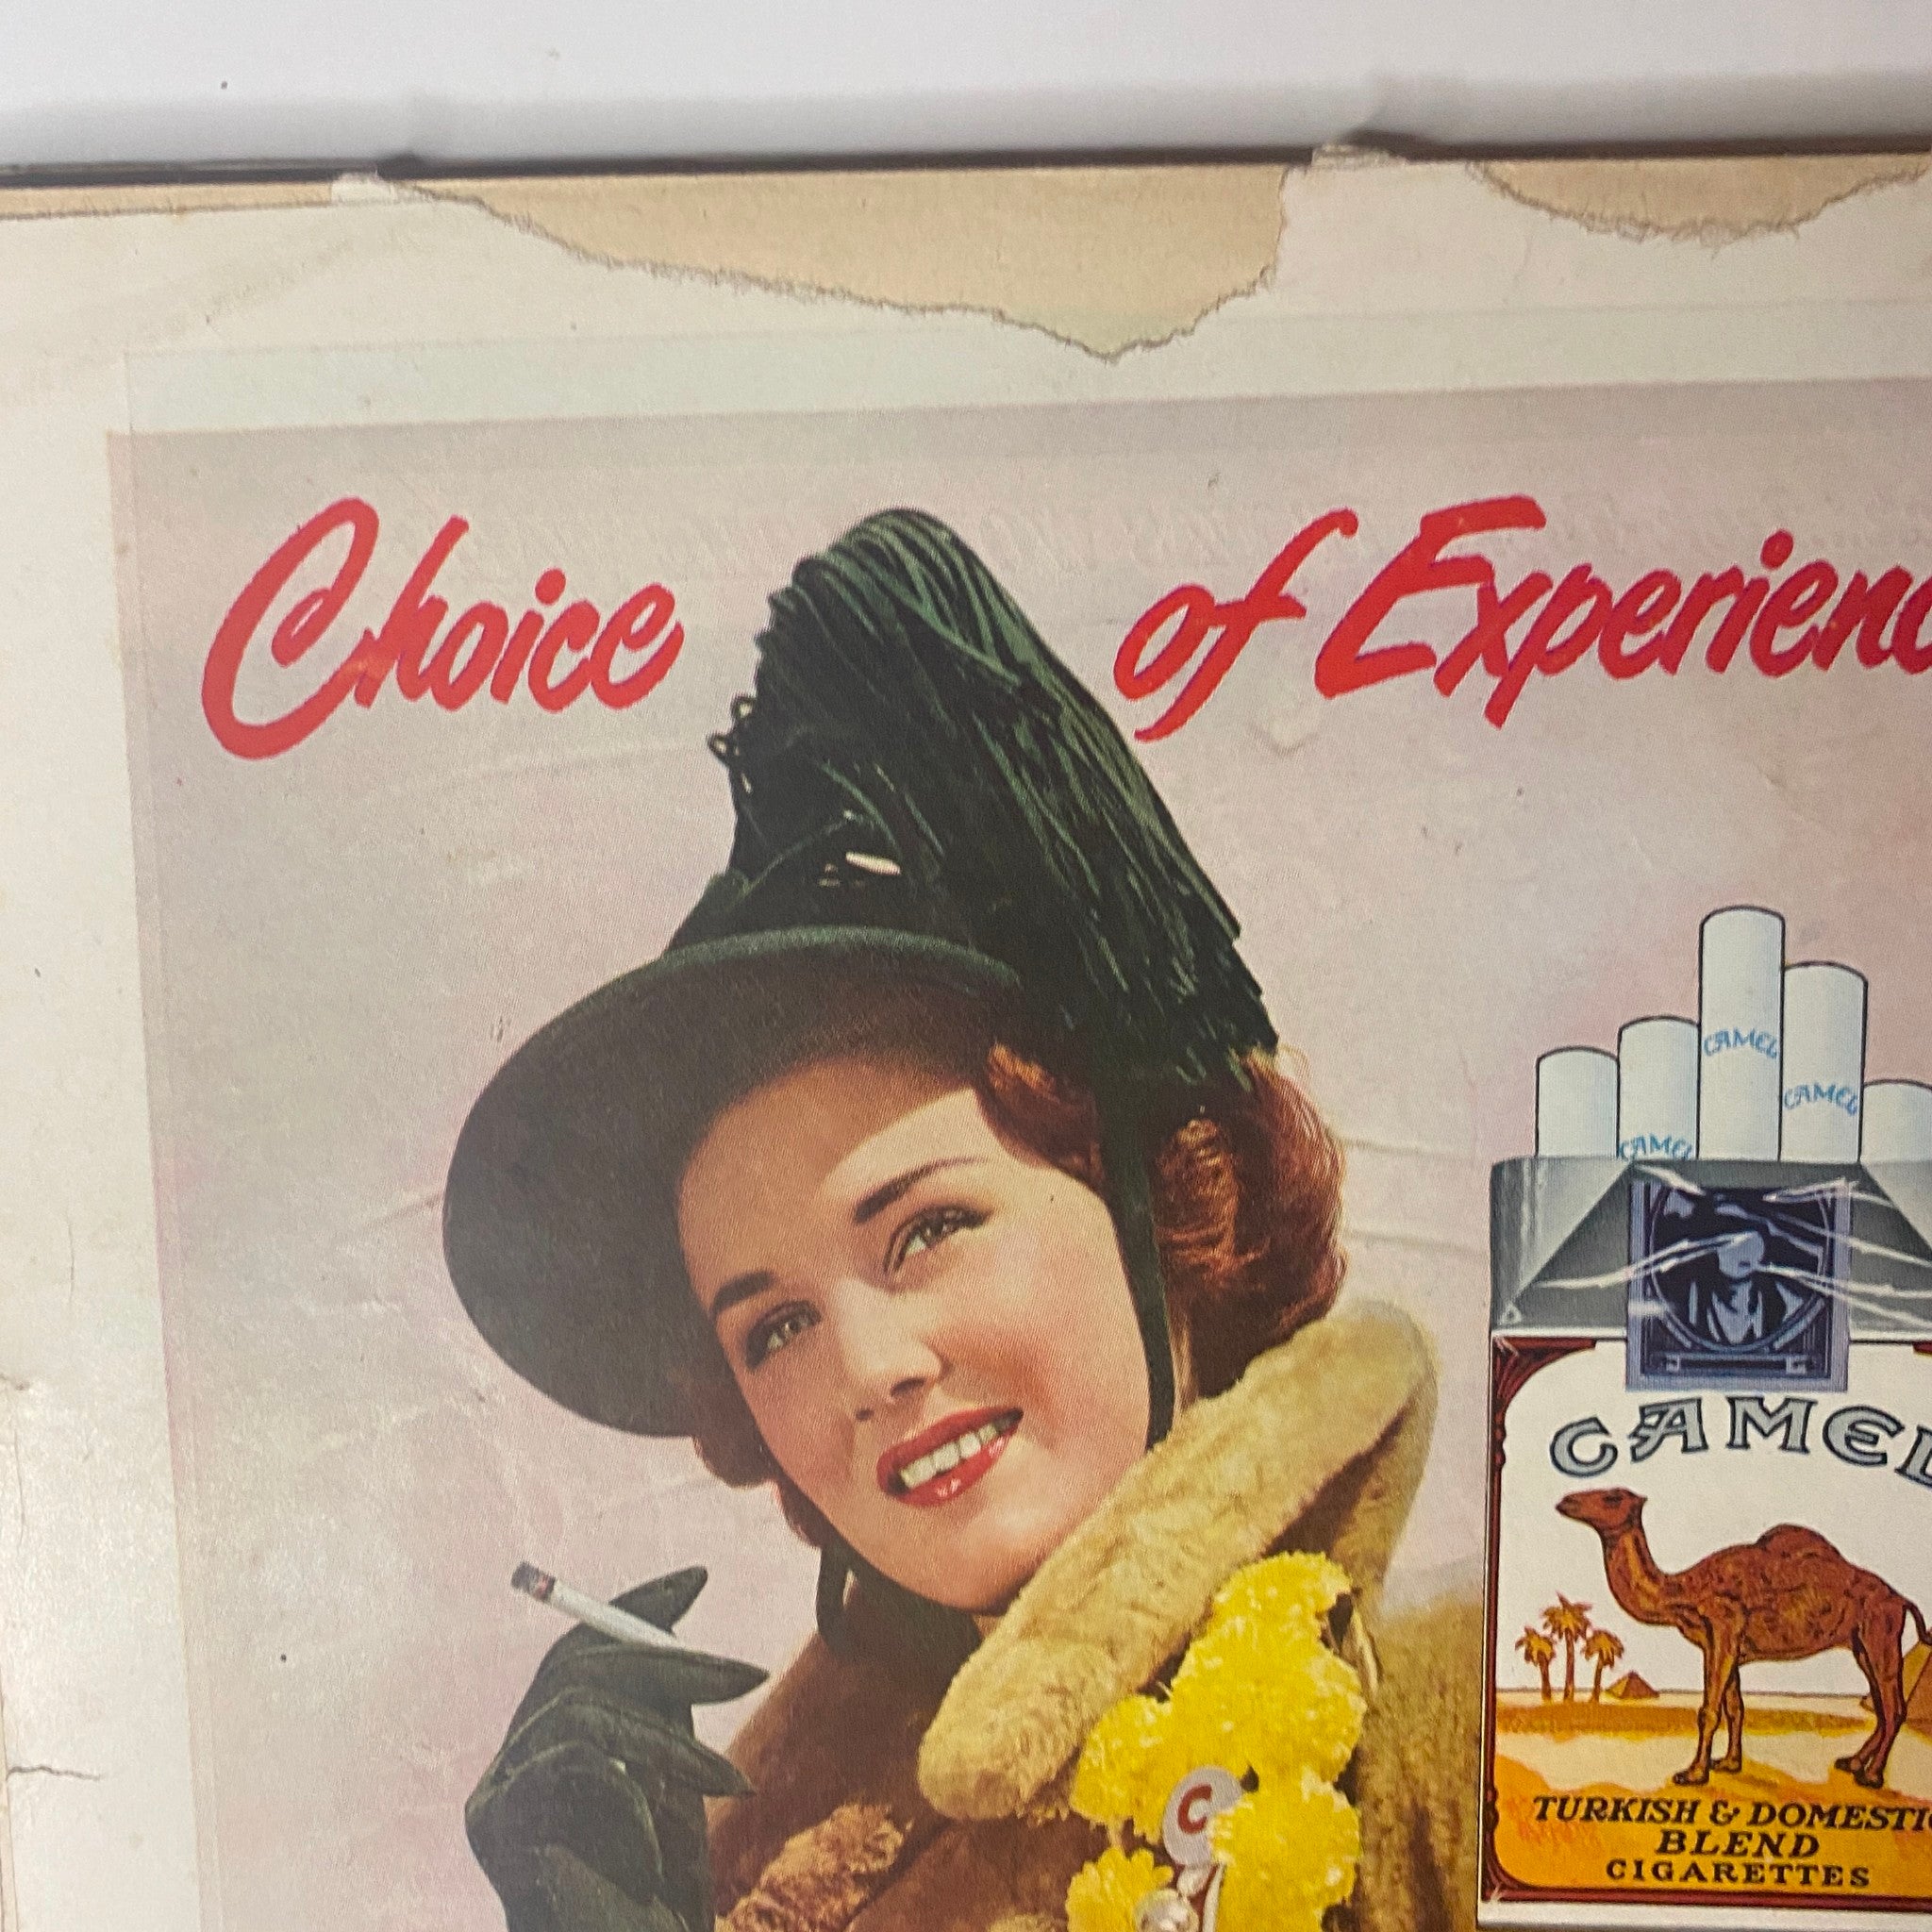 Choice of Experienc
CAMEL
CAMEL
CAMEL
CAMEL
C
TURKISH & DOMESTIC
BLEND
CIGARETTES